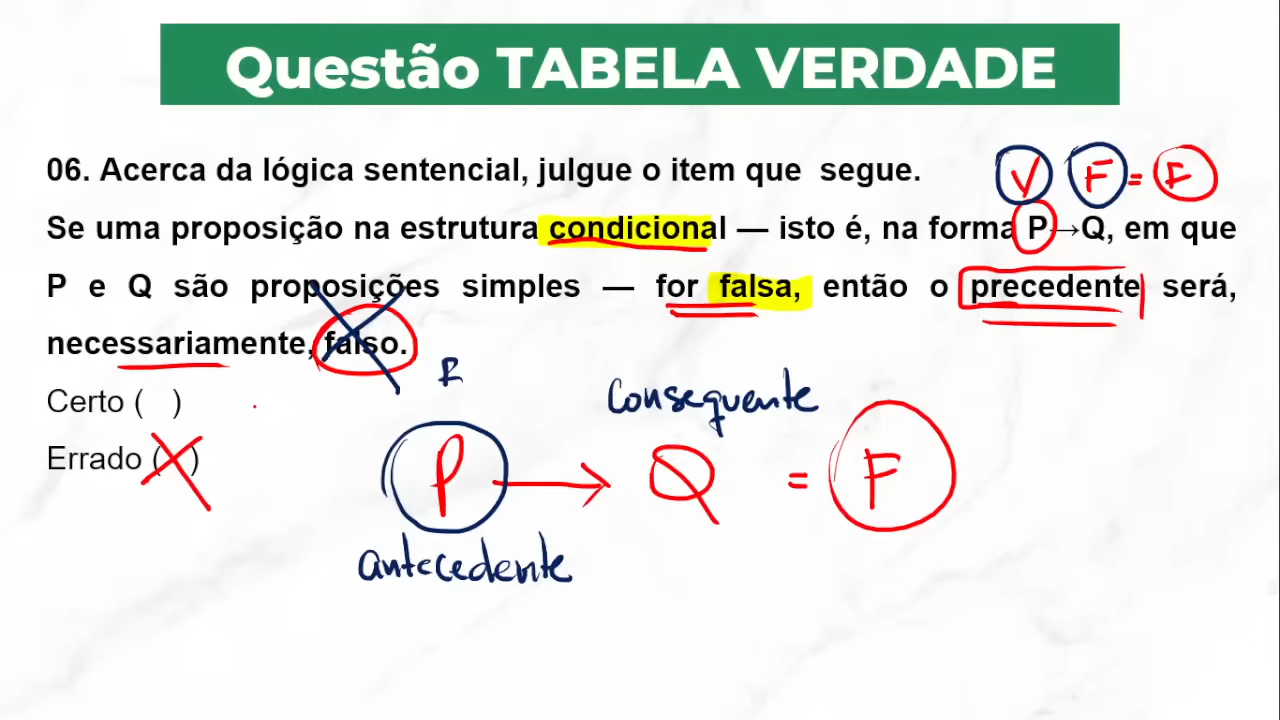 Questão TABELA VERDADE
06. Acerca da lógica sentencial, julgue o item que segue.
V F = F
Se uma proposição na estrutura condicional — isto é, na forma P→Q, em que
P e Q são proposições simples — for falsa, então o precedente será,
necessariamente, falso.
Certo ( )
consequente
Errado ( )
P → Q = F
antecedente